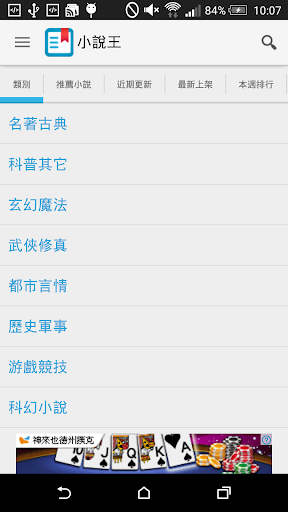 84% 10:07
小說王
類別 推薦小說 近期更新 最新上架 本週排行
名著古典
科普其它
玄幻魔法
武俠修真
都市言情
歷史軍事
游戲競技
科幻小說
神來也德州撲克